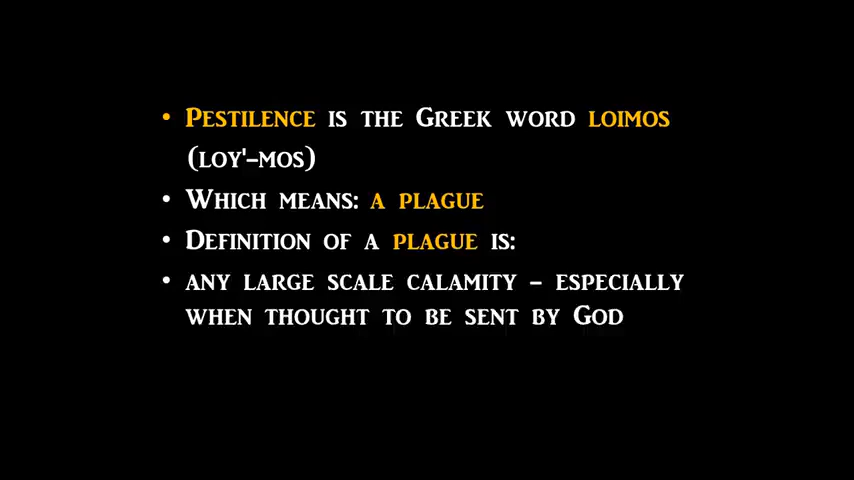 • Pestilence is the Greek word loimos
(loy'-mos)
• Which means: a plague
• Definition of a plague is:
• any large scale calamity – especially
when thought to be sent by God